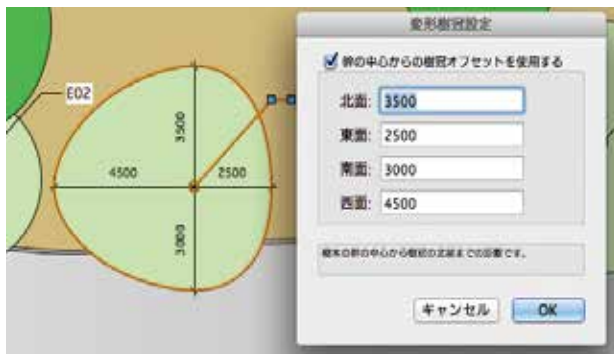 変形樹冠設定
幹の中心からの樹冠オフセットを使用する
北面: 3500
東面: 2500
南面: 3000
西面: 4500
樹木の幹の中心から樹冠の北端までの距離です。
キャンセル
OK
E02
3500
4500
2500
3000